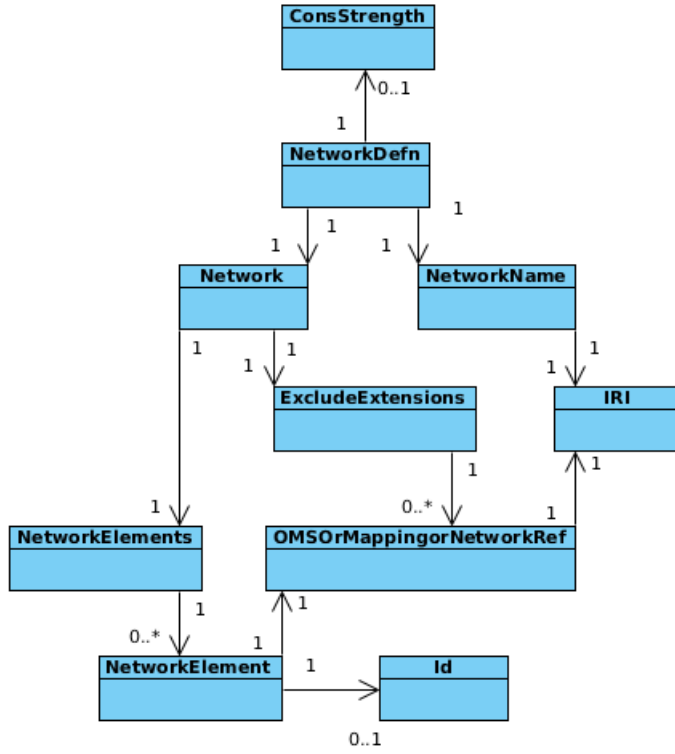 ConsStrength
0..1
1
NetworkDefn
1
1
1
1
Network
NetworkName
1
1
1
1
1
1
ExcludeExtensions
IRI
1
1
1
0..*
1
NetworkElements
OMSOrMappingorNetworkRef
1
1
0..*
1
1
NetworkElement
Id
0..1